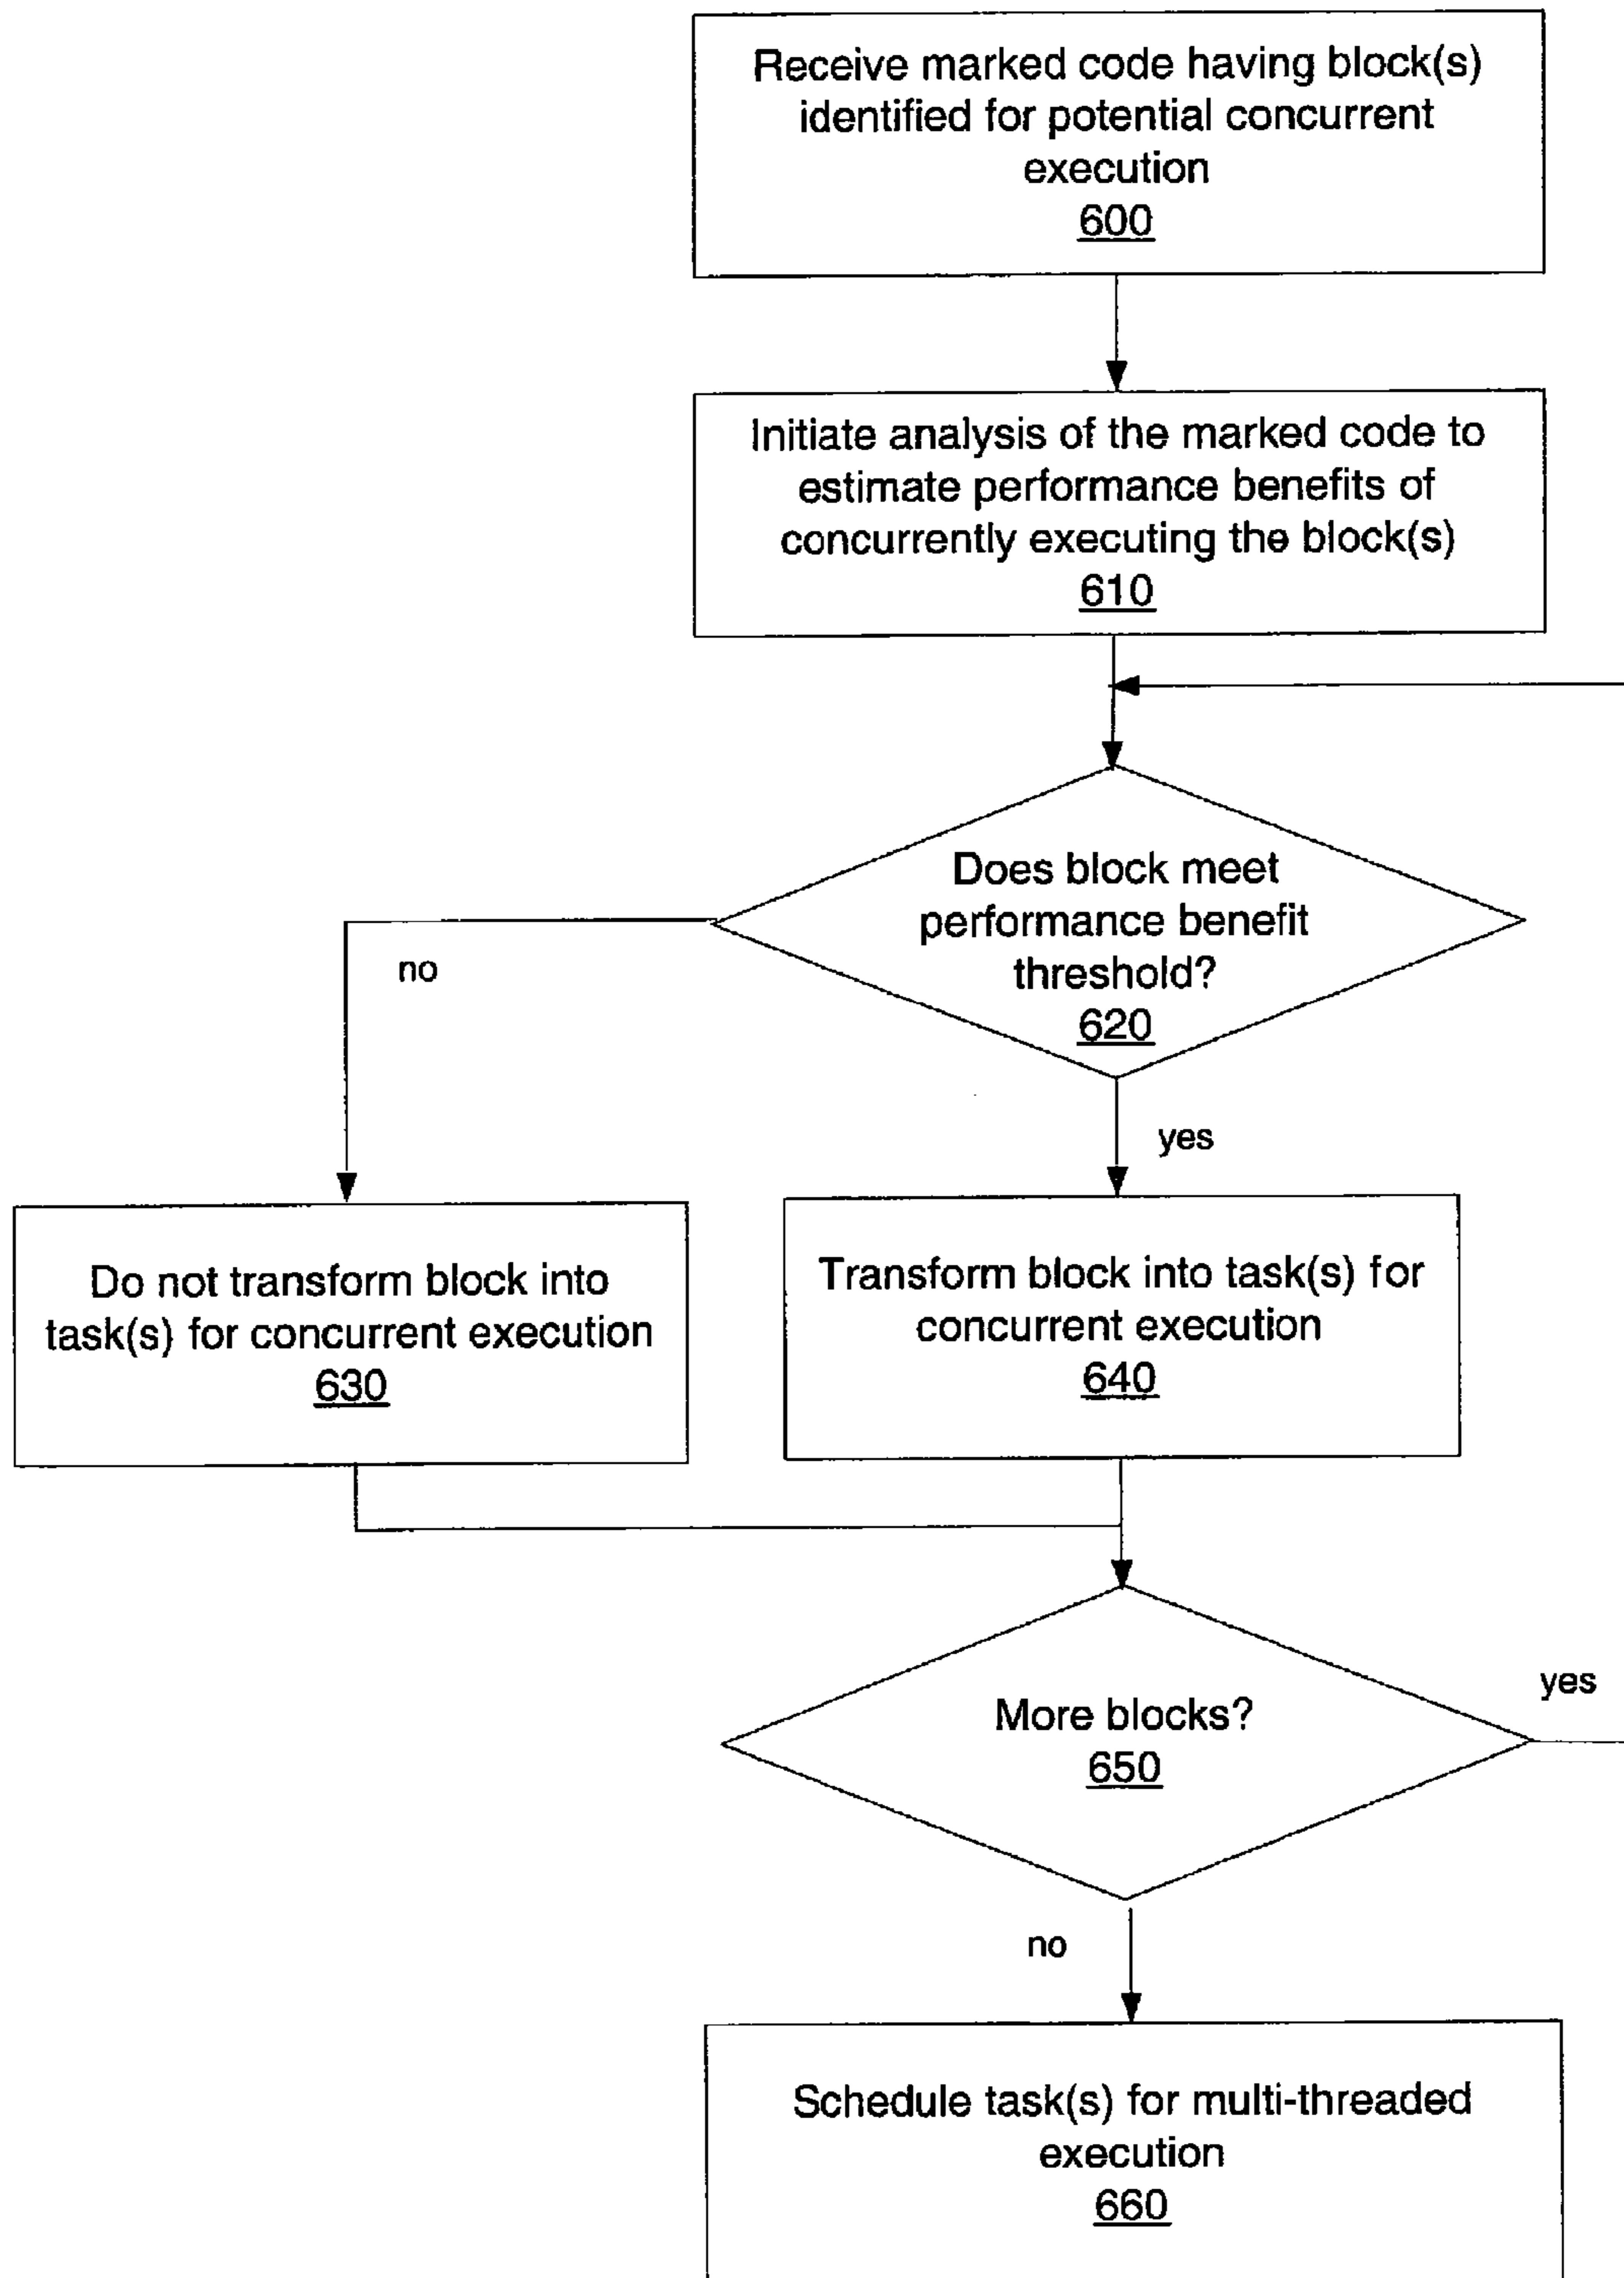 Receive marked code having block(s)
identified for potential concurrent
execution
600
Initiate analysis of the marked code to
estimate performance benefits of
concurrently executing the block(s)
610
Does block meet
performance benefit
threshold?
620
no
yes
Do not transform block into
task(s) for concurrent execution
630
Transform block into task(s) for
concurrent execution
640
More blocks?
650
yes
no
Schedule task(s) for multi-threaded
execution
660